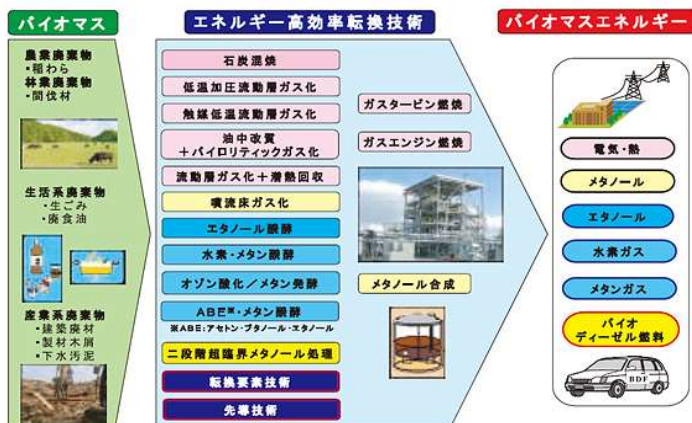 バイオマス
エネルギー高効率転換技術
バイオマスエネルギー
農業廃棄物
・稲わら
林業廃棄物
・間伐材
生活系廃棄物
・生ごみ
・廃食油
産業系廃棄物
・建築廃材
・製材木屑
・下水汚泥
石炭混焼
低温加圧流動層ガス化
触媒低温流動層ガス化
油中改質
＋パイロリティックガス化
流動層ガス化＋潜熱回収
噴流床ガス化
エタノール醗酵
水素・メタン醗酵
オゾン酸化／メタン発酵
ABE※・メタン醗酵
※ABE：アセトン・ブタノール・エタノール
二段階超臨界メタノール処理
転換要素技術
先導技術
ガスタービン燃焼
ガスエンジン燃焼
メタノール合成
電気・熱
メタノール
エタノール
水素ガス
メタンガス
バイオ
ディーゼル燃料
BDF